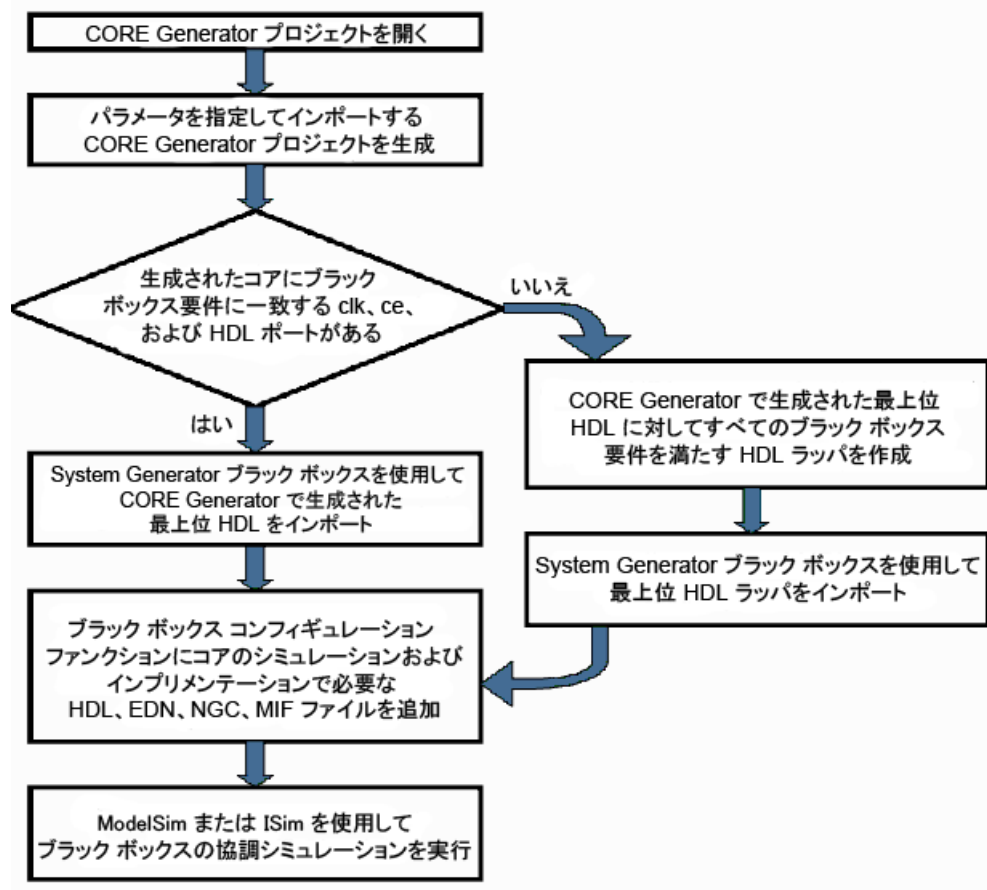 CORE Generator プロジェクトを開く
パラメータを指定してインポートする
CORE Generator プロジェクトを生成
生成されたコアにブラック
ボックス要件に一致する clk、ce、
および HDL ポートがある
いいえ
はい
CORE Generator で生成された最上位
HDL に対してすべてのブラック ボックス
要件を満たす HDL ラッパを作成
System Generator ブラック ボックスを使用して
CORE Generator で生成された
最上位 HDL をインポート
System Generator ブラック ボックスを使用して
最上位 HDL ラッパをインポート
ブラック ボックス コンフィギュレーション
ファンクションにコアのシミュレーションおよび
インプリメンテーションで必要な
HDL、EDN、NGC、MIF ファイルを追加
ModelSim または ISim を使用して
ブラック ボックスの協調シミュレーションを実行